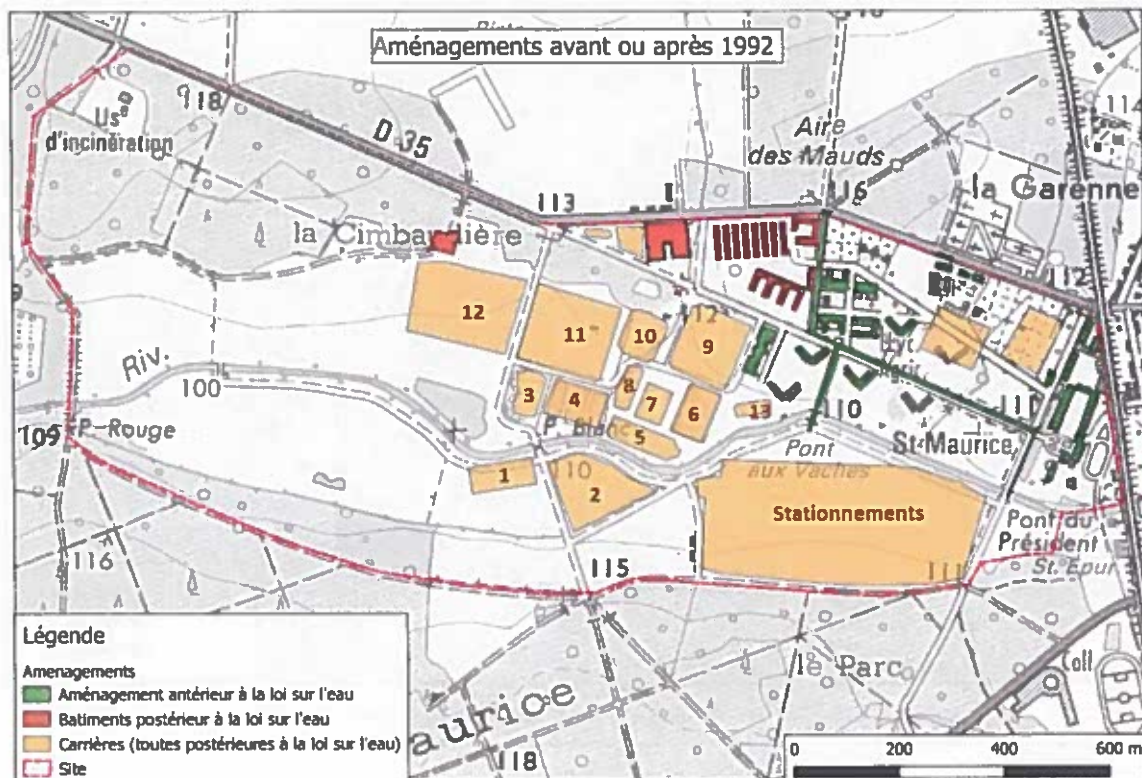 Aménagements avant ou après 1992
118
Us
d'incinération
D 35
Aire
des Mauds
114
113
116
la Garenne
la Cimbardière
112
12
11
10
12
9
Riv.
100
3
4
8
7
6
13
110
111
109
P-Rouge
P. Blanc
5
St-Maurice
1
110
2
Pont
aux Vaches
Stationnements
Pont du
Président
St. Epur
116
115
111
Légende
Amenagements
Aménagement antérieur à la loi sur l'eau
Batiments postérieur à la loi sur l'eau
Carrières (toutes postérieures à la loi sur l'eau)
Site
le Parc
Coll
aurice
118
0 200 400 600 m